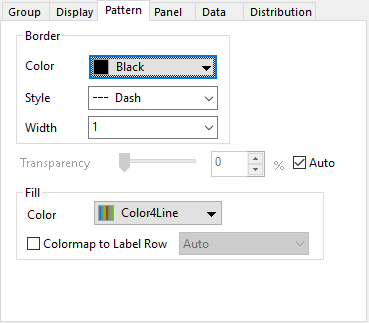 Group Display Pattern Panel Data Distribution
Border
Color Black
Style --- Dash
Width 1
Transparency 0 % Auto
Fill
Color Color4Line
Colormap to Label Row Auto